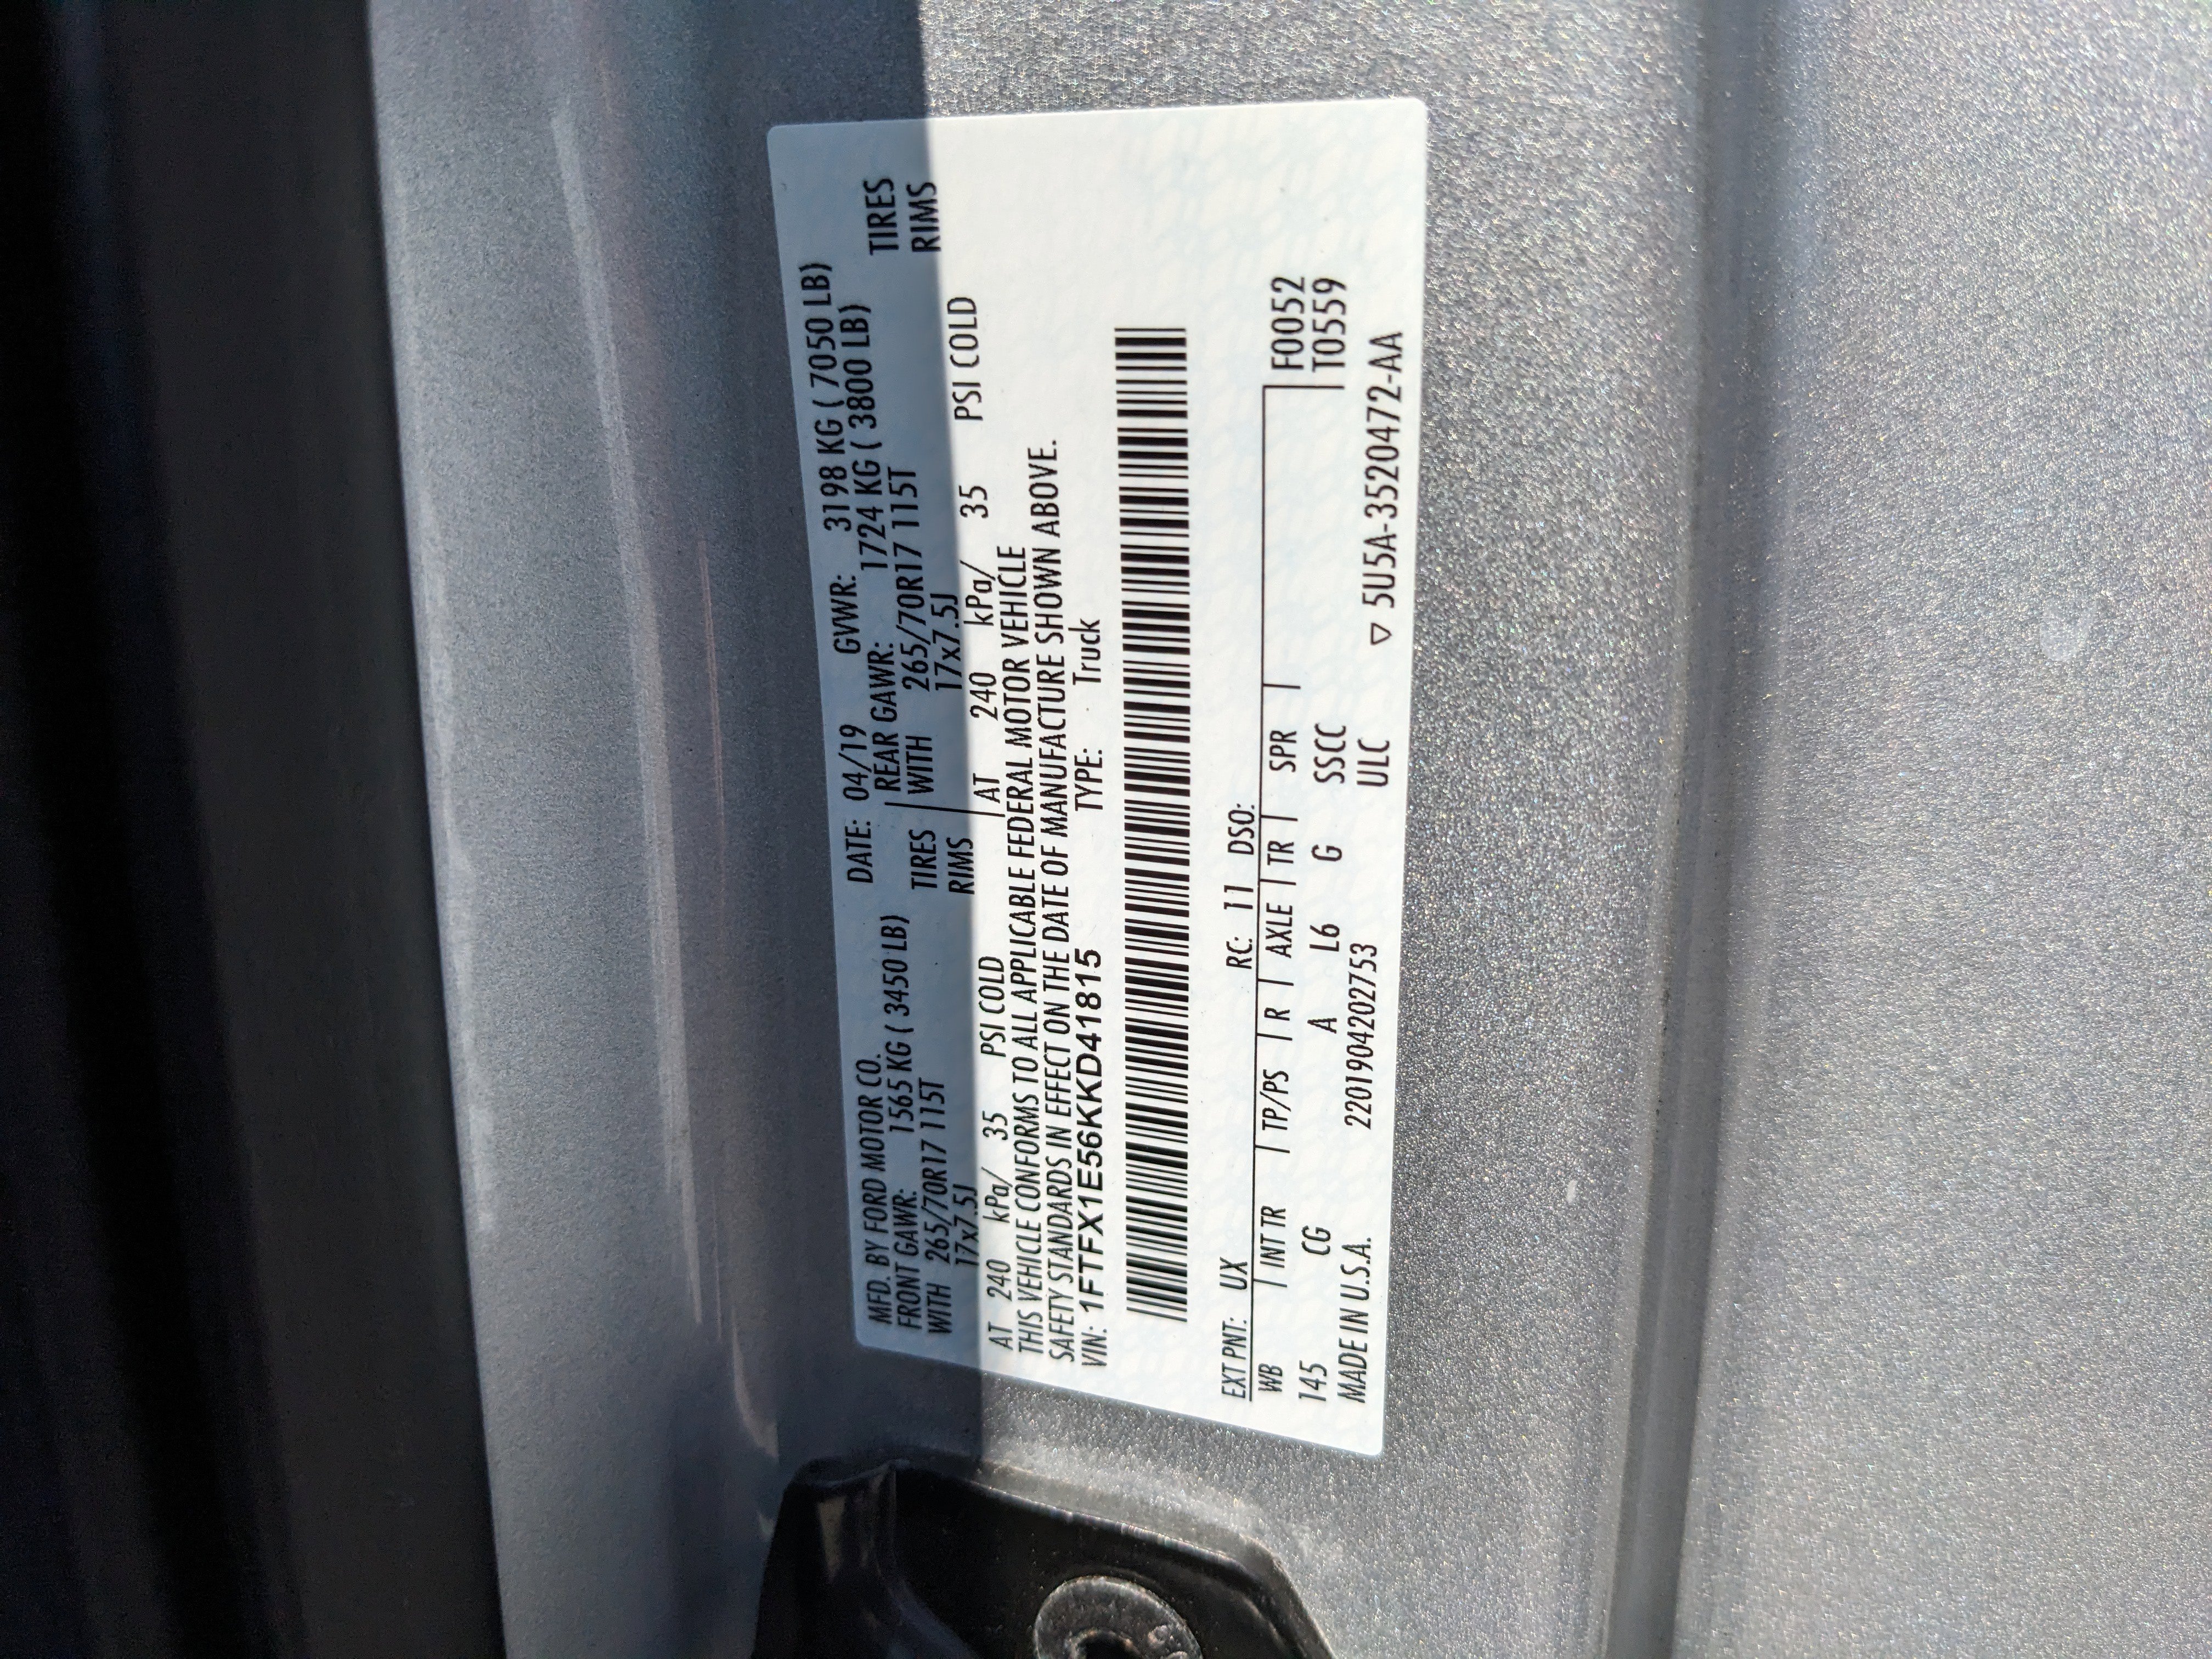 MFD. BY FORD MOTOR CO. DATE: 04/19 GVWR: 3198 KG ( 7050 LB)
FRONT GAWR: 1565 KG ( 3450 LB) REAR GAWR: 1724 KG ( 3800 LB)
WITH 265/70R17 115T TIRES WITH 265/70R17 115T TIRES
17x7.5J RIMS 17x7.5J RIMS
AT 240 kPa/ 35 PSI COLD AT 240 kPa/ 35 PSI COLD
THIS VEHICLE CONFORMS TO ALL APPLICABLE FEDERAL MOTOR VEHICLE
SAFETY STANDARDS IN EFFECT ON THE DATE OF MANUFACTURE SHOWN ABOVE.
VIN: 1FTFX1E56KKD41815 TYPE: Truck
EXT PNT: UX RC: 11 DSO:
WB | INT TR | TP/PS | R | AXLE | TR | SPR | F0052
145 CG A L6 G SSCC T0559
MADE IN U.S.A. 2201904202753 ULC ▽ 5U5A-3520472-AA